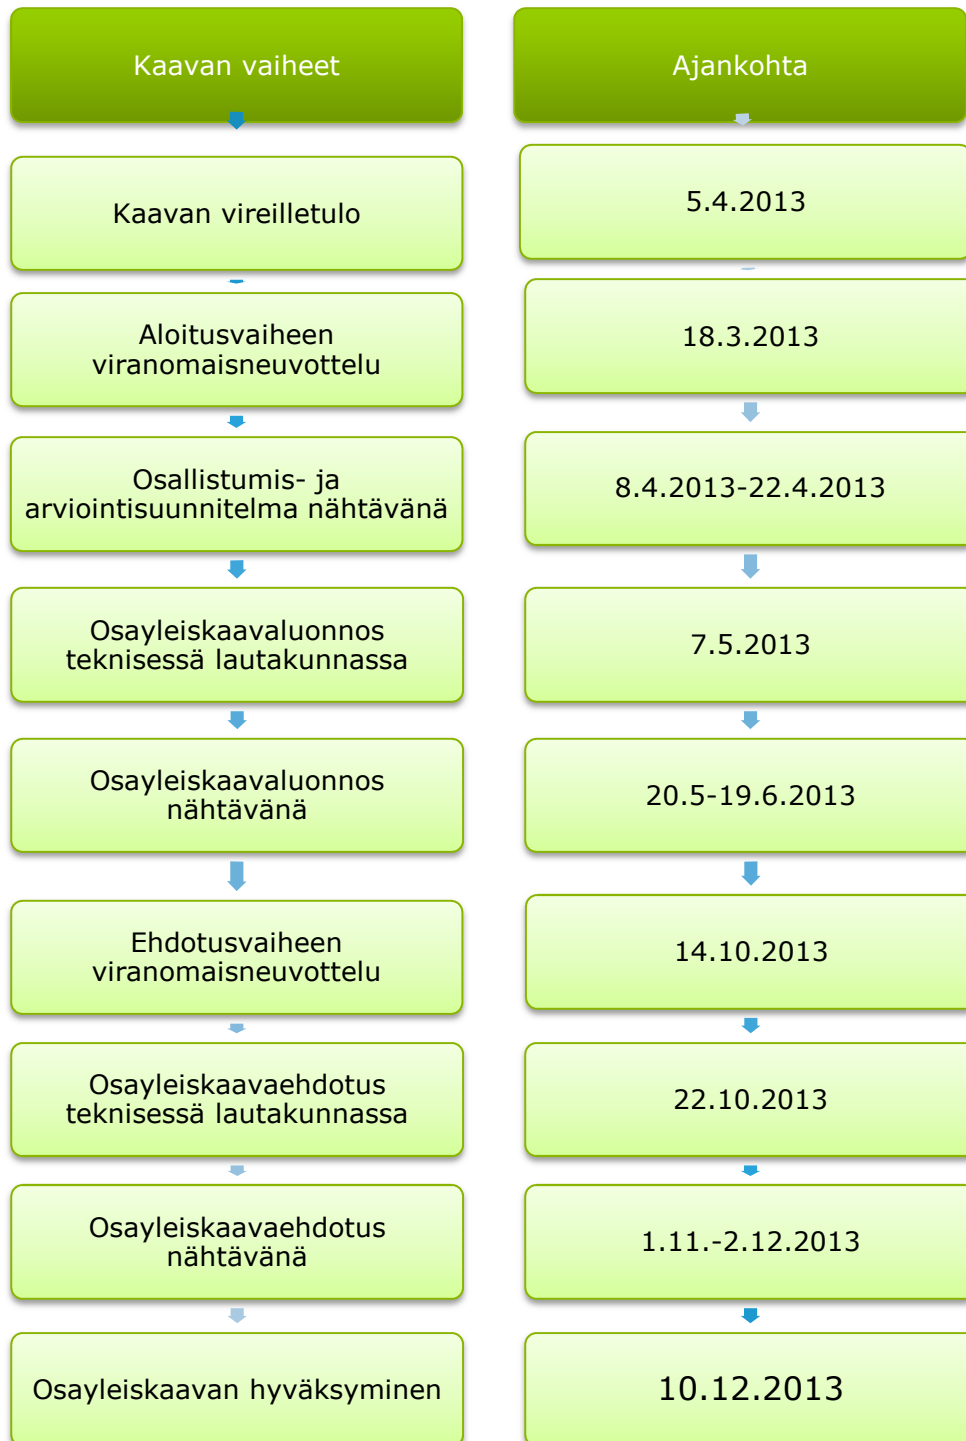 Kaavan vaiheet
Ajankohta
Kaavan vireilletulo
5.4.2013
Aloitusvaiheen
viranomaisneuvottelu
18.3.2013
Osallistumis- ja
arviointisuunnitelma nähtävänä
8.4.2013-22.4.2013
Osayleiskaavaluonnos
teknisessä lautakunnassa
7.5.2013
Osayleiskaavaluonnos
nähtävänä
20.5-19.6.2013
Ehdotusvaiheen
viranomaisneuvottelu
14.10.2013
Osayleiskaavaehdotus
teknisessä lautakunnassa
22.10.2013
Osayleiskaavaehdotus
nähtävänä
1.11.-2.12.2013
Osayleiskaavan hyväksyminen
10.12.2013